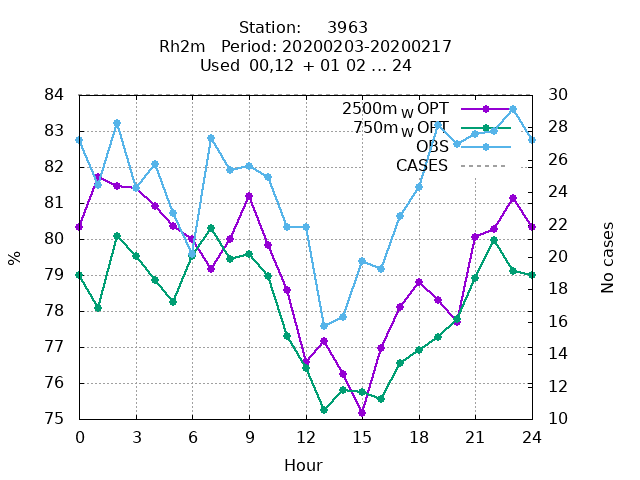 Station: 3963
Rh2m Period: 20200203-20200217
Used 00,12 + 01 02 ... 24
84 30
2500m W OPT
83 28
750m W OPT
OBS
82 26
CASES
81 24
22
80
20
79
18
78
16
77
14
76
12
75 10
%
No cases
0 3 6 9 12 15 18 21 24
Hour